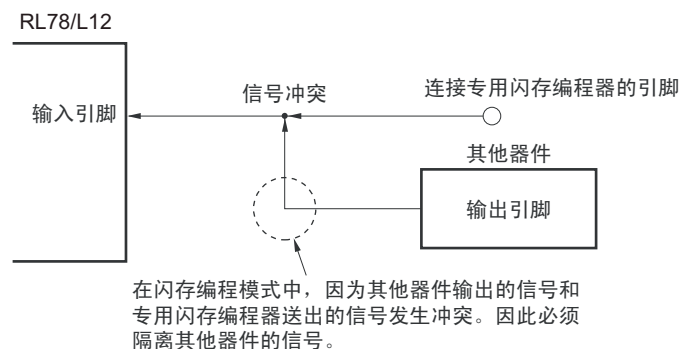 RL78/L12
输入引脚
信号冲突
连接专用闪存编程器的引脚
其他器件
输出引脚
在闪存编程模式中，因为其他器件输出的信号和
专用闪存编程器送出的信号发生冲突。因此必须
隔离其他器件的信号。